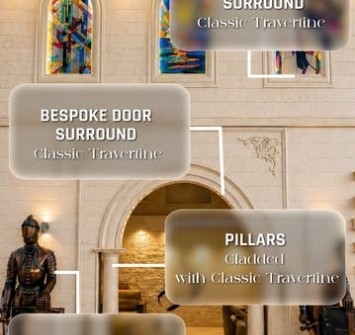 SURROUND
Classic Travertine
BESPOKE DOOR
SURROUND
Classic Travertine
PILLARS
Cladded
with Classic Travertine